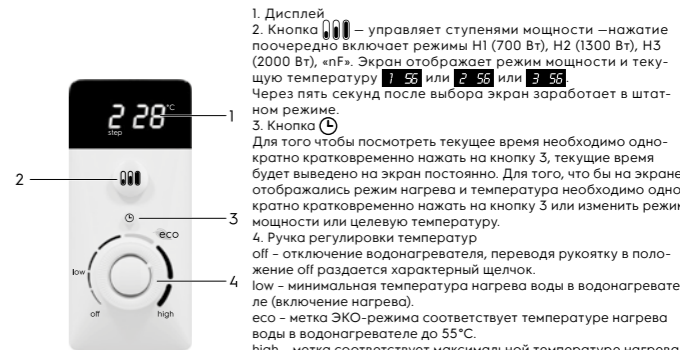 2 28 °C
step
1
2
3
eco
low
4
off
high
1. Дисплей
2. Кнопка – управляет ступенями мощности –нажатие
поочередно включает режимы H1 (700 Вт), H2 (1300 Вт), H3
(2000 Вт), «nF». Экран отображает режим мощности и теку-
щую температуру 1 56 или 2 56 или 3 56.
Через пять секунд после выбора экран заработает в штат-
ном режиме.
3. Кнопка
Для того чтобы посмотреть текущее время необходимо одно-
кратно кратковременно нажать на кнопку 3, текущие время
будет выведено на экран постоянно. Для того, что бы на экране
отображались режим нагрева и температура необходимо одно
кратно кратковременно нажать на кнопку 3 или изменить режим
мощности или целевую температуру.
4. Ручка регулировки температур
off – отключение водонагревателя, переводя рукоятку в поло-
жение off раздается характерный щелчок.
low – минимальная температура нагрева воды в водонагревате
ле (включение нагрева).
eco – метка ЭКО-режима соответствует температуре нагрева
воды в водонагревателе до 55°С.
high – метка соответствует максимальной температуре нагрева